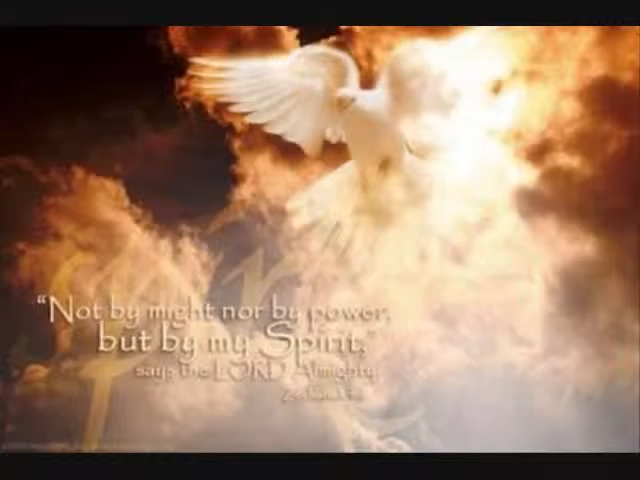 “Not by might nor by power,
but by my Spirit,”
says the LORD Almighty